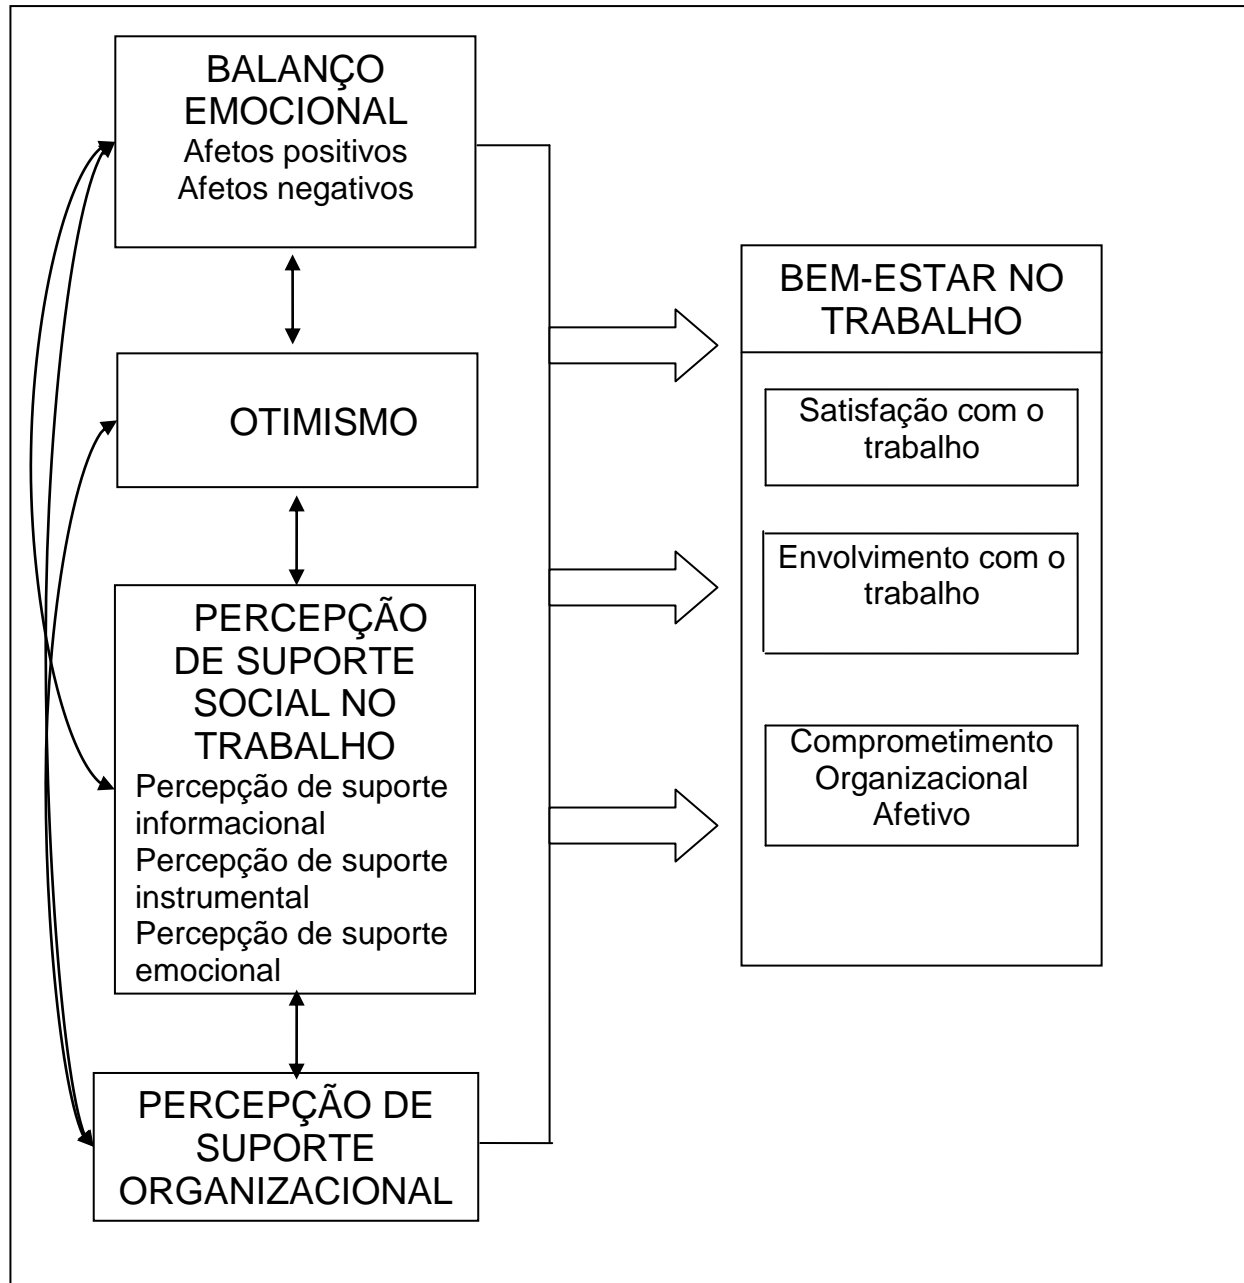 BALANÇO
EMOCIONAL
Afetos positivos
Afetos negativos
OTIMISMO
PERCEPÇÃO
DE SUPORTE
SOCIAL NO
TRABALHO
Percepção de suporte
informacional
Percepção de suporte
instrumental
Percepção de suporte
emocional
PERCEPÇÃO DE
SUPORTE
ORGANIZACIONAL
BEM-ESTAR NO
TRABALHO
Satisfação com o
trabalho
Envolvimento com o
trabalho
Comprometimento
Organizacional
Afetivo